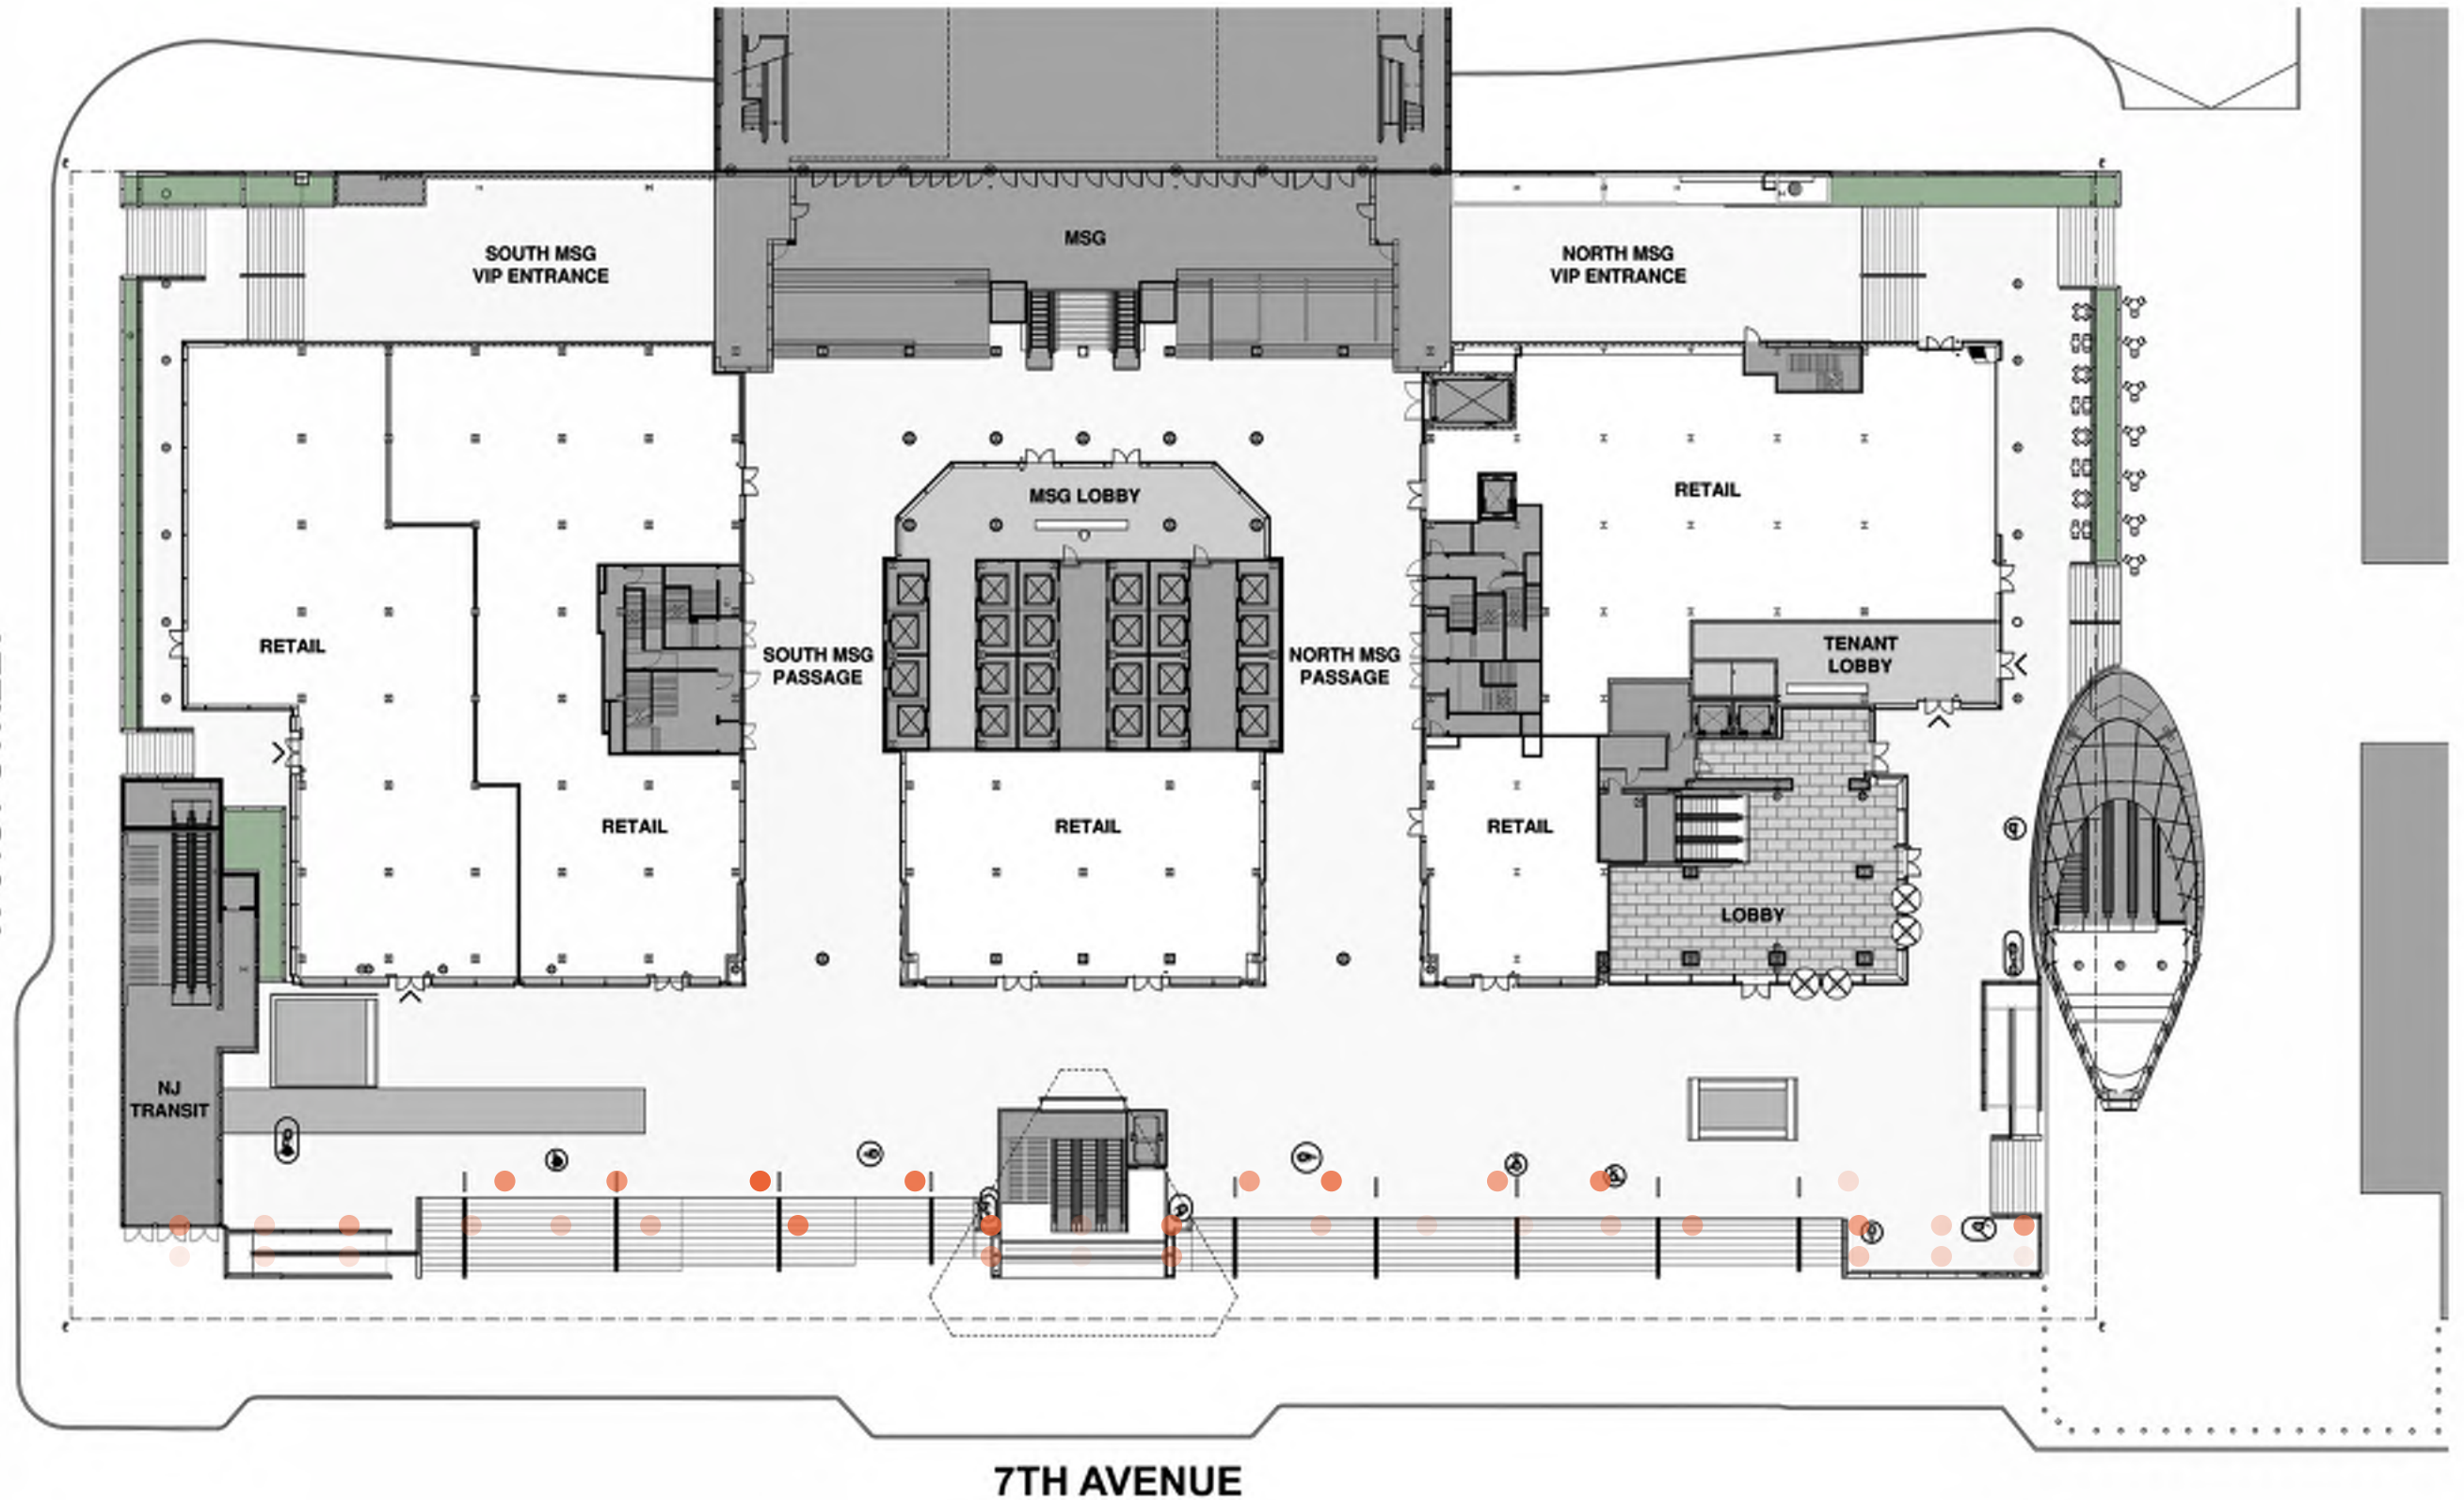 SOUTH MSG
VIP ENTRANCE
MSG
NORTH MSG
VIP ENTRANCE
MSG LOBBY
RETAIL
RETAIL
SOUTH MSG
PASSAGE
NORTH MSG
PASSAGE
TENANT
LOBBY
RETAIL
RETAIL
RETAIL
LOBBY
NJ
TRANSIT
7TH AVENUE